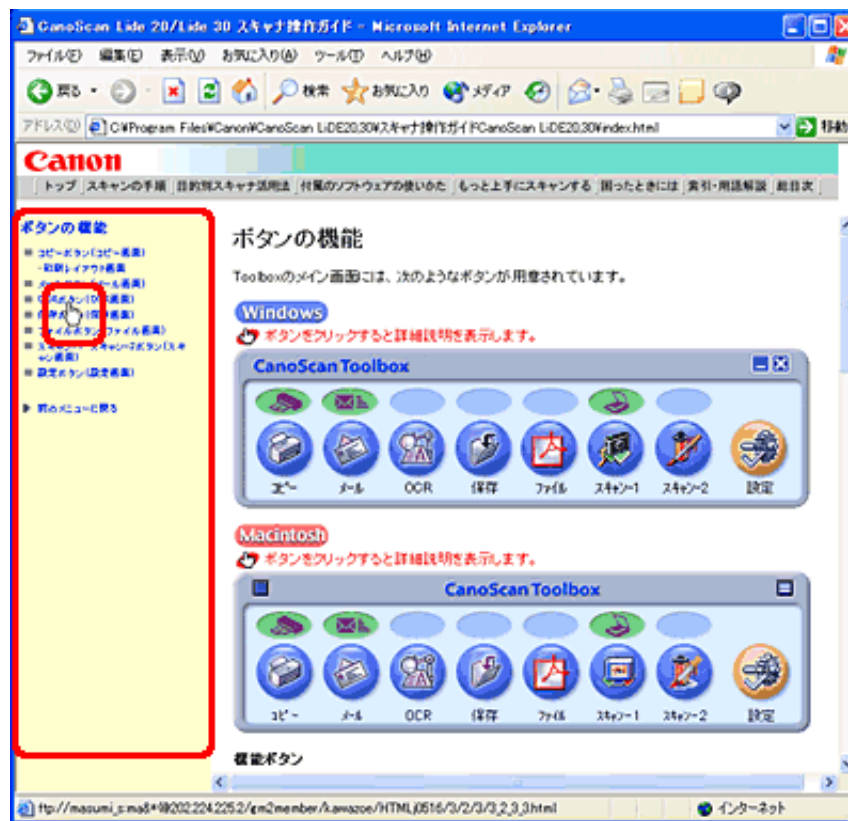 CanoScan Lide 20/Lide 30 スキャナ操作ガイド - Microsoft Internet Explorer
ファイル(F) 編集(E) 表示(V) お気に入り(A) ツール(T) ヘルプ(H)
戻る 検索 お気に入り メディア
アドレス(D) C:¥Program Files¥Canon¥CanoScan LiDE20,30¥スキャナ操作ガイド¥CanoScan LiDE20,30¥index.html 移動
Canon
トップ スキャンの手順 目的別スキャナ活用法 付属のソフトウェアの使いかた もっと上手にスキャンする 困ったときには 索引・用語解説 総目次
ボタンの機能
コピーボタン(コピー画面)
-印刷レイアウト画面
ファイルボタン(ファイル画面)
設定ボタン(設定画面)
前のメニューに戻る
ボタンの機能
Toolboxのメイン画面には、次のようなボタンが用意されています。
Windows
ボタンをクリックすると詳細説明を表示します。
CanoScan Toolbox
コピー メール OCR 保存 ファイル スキャン-1 スキャン-2 設定
Macintosh
ボタンをクリックすると詳細説明を表示します。
CanoScan Toolbox
コピー メール OCR 保存 ファイル スキャン-1 スキャン-2 設定
機能ボタン
インターネット